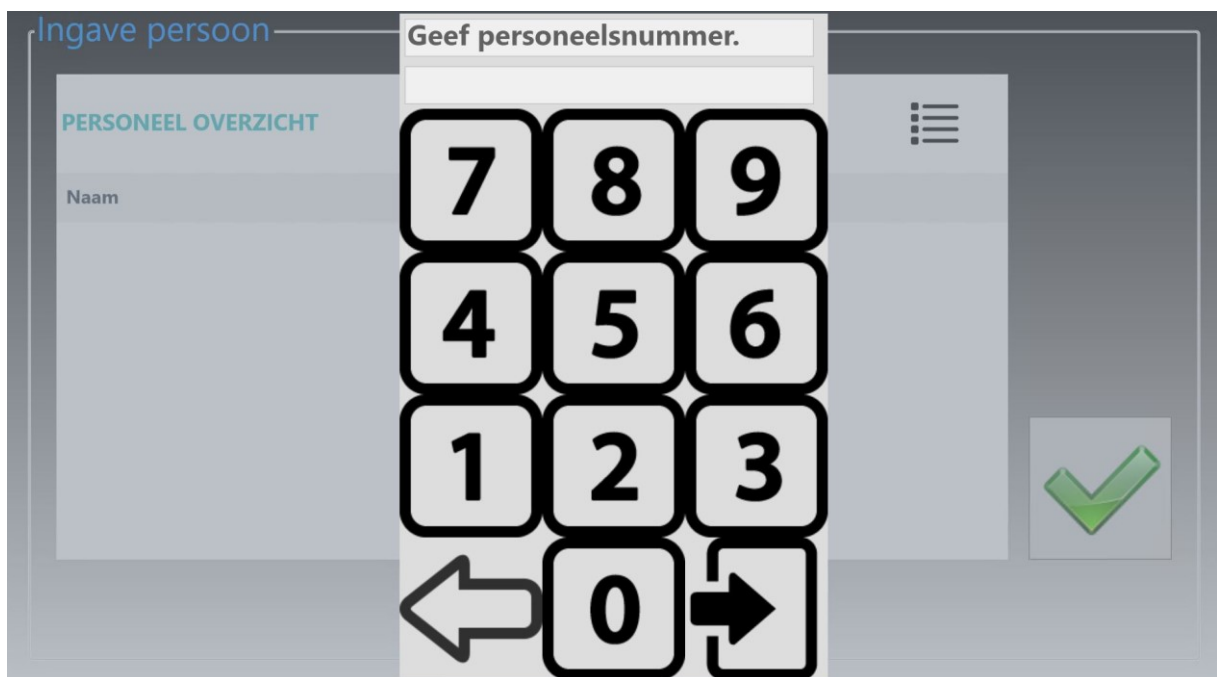 Ingave persoon
Geef personeelsnummer.
PERSONEEL OVERZICHT
Naam
7 8 9
4 5 6
1 2 3
0